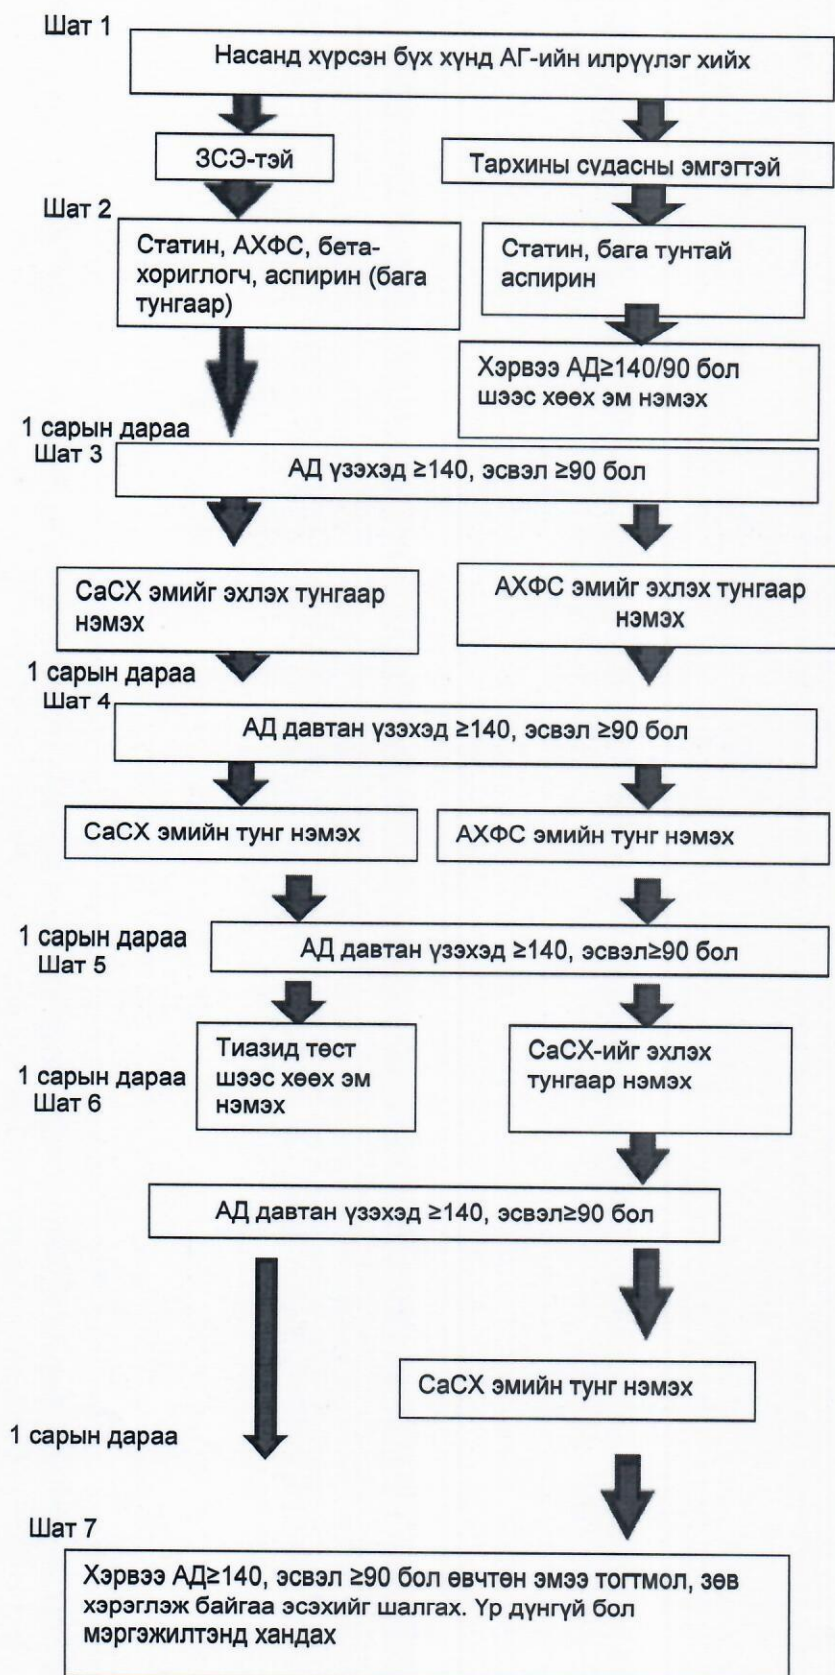 Шат 1
Насанд хүрсэн бүх хүнд АГ-ийн илрүүлэг хийх
ЗСЭ-тэй
Тархины судасны эмгэгтэй
Шат 2
Статин, АХФС, бета-
хориглогч, аспирин (бага
тунгаар)
Статин, бага тунтай
аспирин
Хэрвээ АД≥140/90 бол
шээс хөөх эм нэмэх
1 сарын дараа
Шат 3
АД үзэхэд ≥140, эсвэл ≥90 бол
СаСХ эмийг эхлэх тунгаар
нэмэх
АХФС эмийг эхлэх тунгаар
нэмэх
1 сарын дараа
Шат 4
АД давтан үзэхэд ≥140, эсвэл ≥90 бол
СаСХ эмийн тунг нэмэх
АХФС эмийн тунг нэмэх
1 сарын дараа
Шат 5
АД давтан үзэхэд ≥140, эсвэл≥90 бол
Тиазид төст
шээс хөөх эм
нэмэх
СаСХ-ийг эхлэх
тунгаар нэмэх
1 сарын дараа
Шат 6
АД давтан үзэхэд ≥140, эсвэл≥90 бол
СаСХ эмийн тунг нэмэх
1 сарын дараа
Шат 7
Хэрвээ АД≥140, эсвэл ≥90 бол өвчтөн эмээ тогтмол, зөв
хэрэглэж байгаа эсэхийг шалгах. Үр дүнгүй бол
мэргэжилтэнд хандах